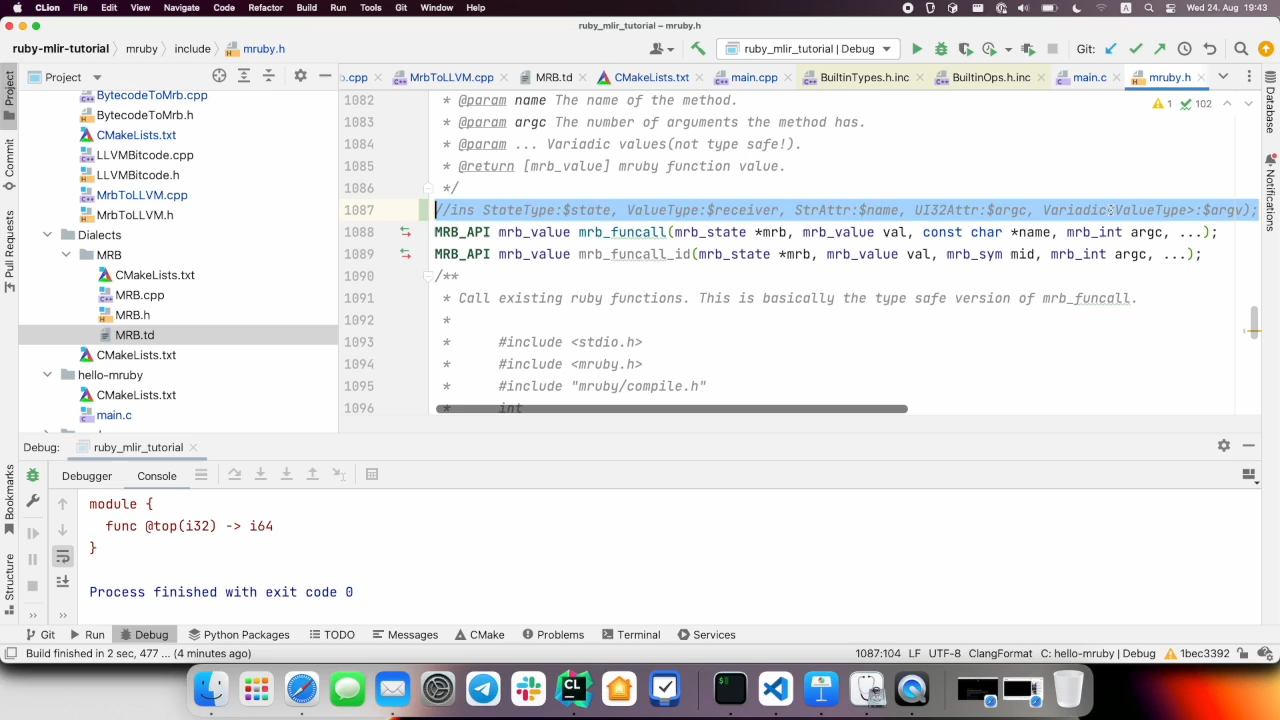 CLion File Edit View Navigate Code Refactor Build Run Tools Git Window Help Wed 24. Aug 19:43
ruby_mlir_tutorial – mruby.h
ruby-mlir-tutorial mruby include mruby.h ruby_mlir_tutorial | Debug Git:
Project b.cpp MrbToLLVM.cpp MRB.td CMakeLists.txt main.cpp BuiltinTypes.h.inc BuiltinOps.h.inc main.c mruby.h
BytecodeToMrb.cpp
BytecodeToMrb.h
CMakeLists.txt
LLVMBitcode.cpp
LLVMBitcode.h
MrbToLLVM.cpp
MrbToLLVM.h
Dialects
MRB
CMakeLists.txt
MRB.cpp
MRB.h
MRB.td
CMakeLists.txt
hello-mruby
CMakeLists.txt
main.c
1 102
1082 * @param name The name of the method.
1083 * @param argc The number of arguments the method has.
1084 * @param ... Variadic values(not type safe!).
1085 * @return [mrb_value] mruby function value.
1086 */
1087 //ins StateType:$state, ValueType:$receiver, StrAttr:$name, UI32Attr:$argc, Variadic<ValueType>:$argv);
1088 MRB_API mrb_value mrb_funcall(mrb_state *mrb, mrb_value val, const char *name, mrb_int argc, ...);
1089 MRB_API mrb_value mrb_funcall_id(mrb_state *mrb, mrb_value val, mrb_sym mid, mrb_int argc, ...);
1090 /**
1091 * Call existing ruby functions. This is basically the type safe version of mrb_funcall.
1092 *
1093 * #include <stdio.h>
1094 * #include <mruby.h>
1095 * #include "mruby/compile.h"
1096 * int
Project
Commit
Pull Requests
Bookmarks
Structure
Database
Notifications
Debug: ruby_mlir_tutorial
Debugger Console
module {
func @top(i32) -> i64
}
Process finished with exit code 0
Git Run Debug Python Packages TODO Messages CMake Problems Terminal Services
Build finished in 2 sec, 477 ... (4 minutes ago) 1087:104 LF UTF-8 ClangFormat C: hello-mruby | Debug 1bec3392